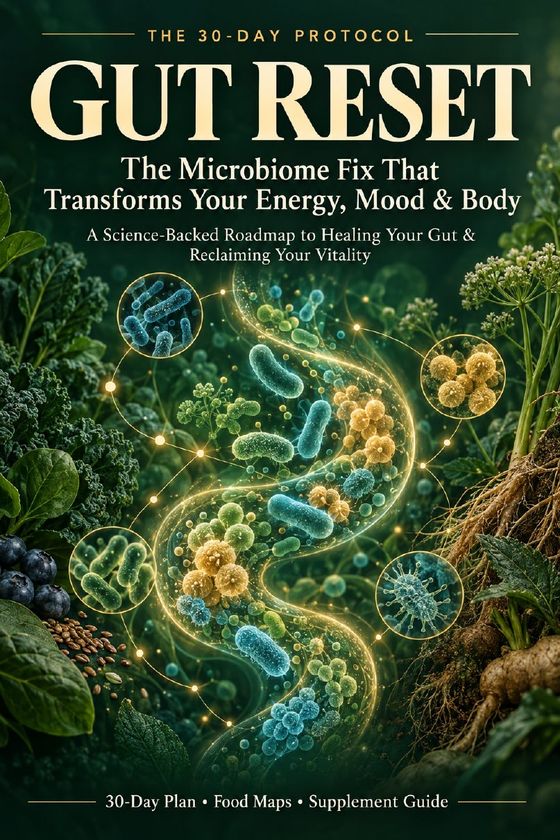 THE 30-DAY PROTOCOL
GUT RESET
The Microbiome Fix That
Transforms Your Energy, Mood & Body
A Science-Backed Roadmap to Healing Your Gut &
Reclaiming Your Vitality
30-Day Plan • Food Maps • Supplement Guide